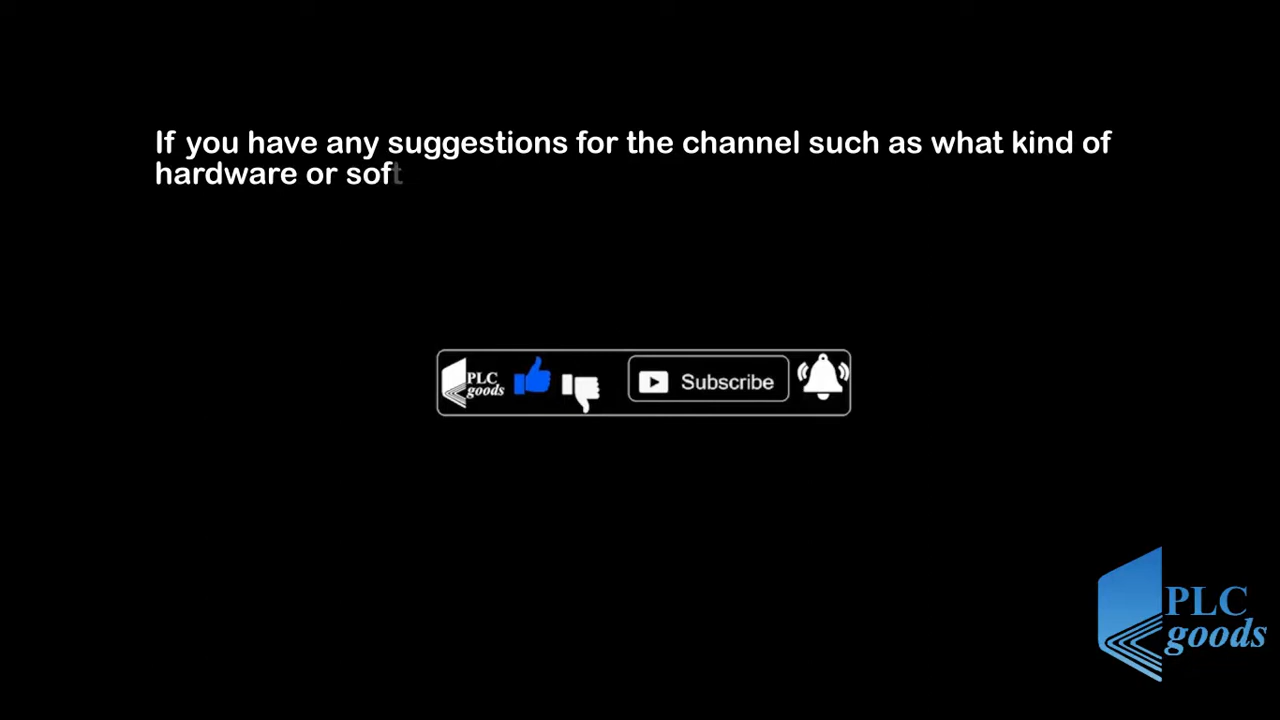 If you have any suggestions for the channel such as what kind of
hardware or soft
PLC
goods
Subscribe
PLC
goods